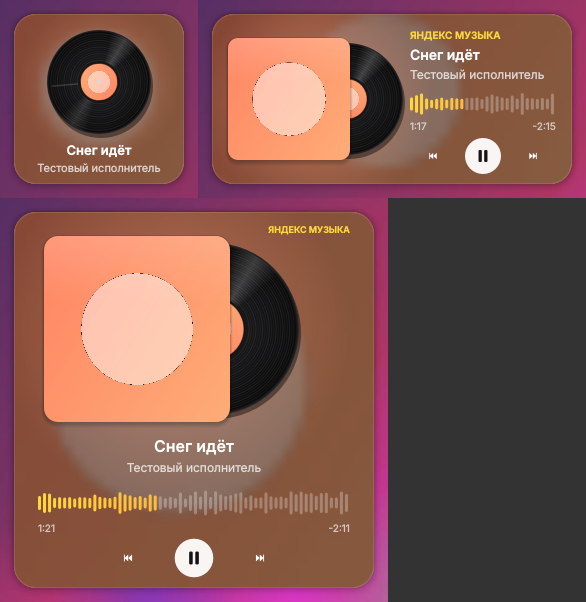 Снег идёт
Тестовый исполнитель
ЯНДЕКС МУЗЫКА
Снег идёт
Тестовый исполнитель
1:17
-2:15
ЯНДЕКС МУЗЫКА
Снег идёт
Тестовый исполнитель
1:21
-2:11